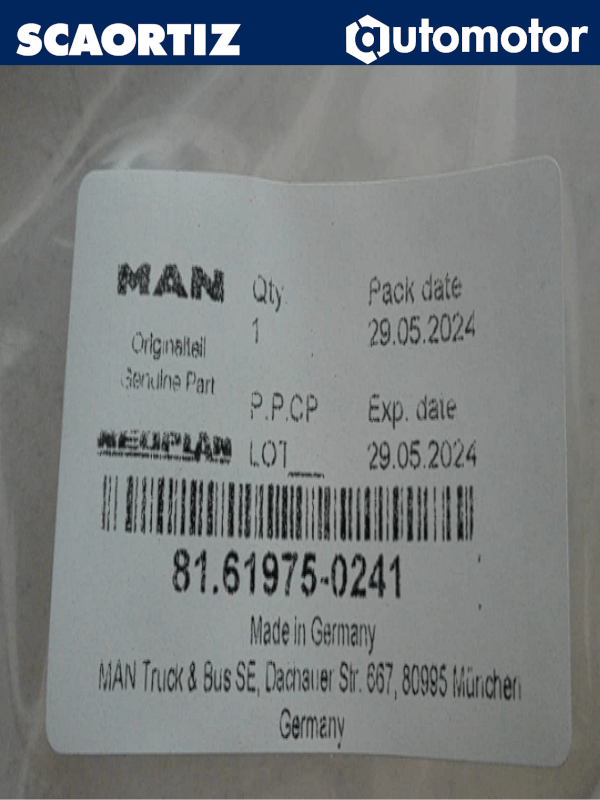 SCAORTIZ
automotor
MAN
Qty
Pack date
1
29.05.2024
Originalteil
Genuine Part
P.P.CP
Exp. date
NEOPLAN
LOT__
29.05.2024
81.61975-0241
Made in Germany
MAN Truck & Bus SE, Dachauer Str. 667, 80995 München
Germany